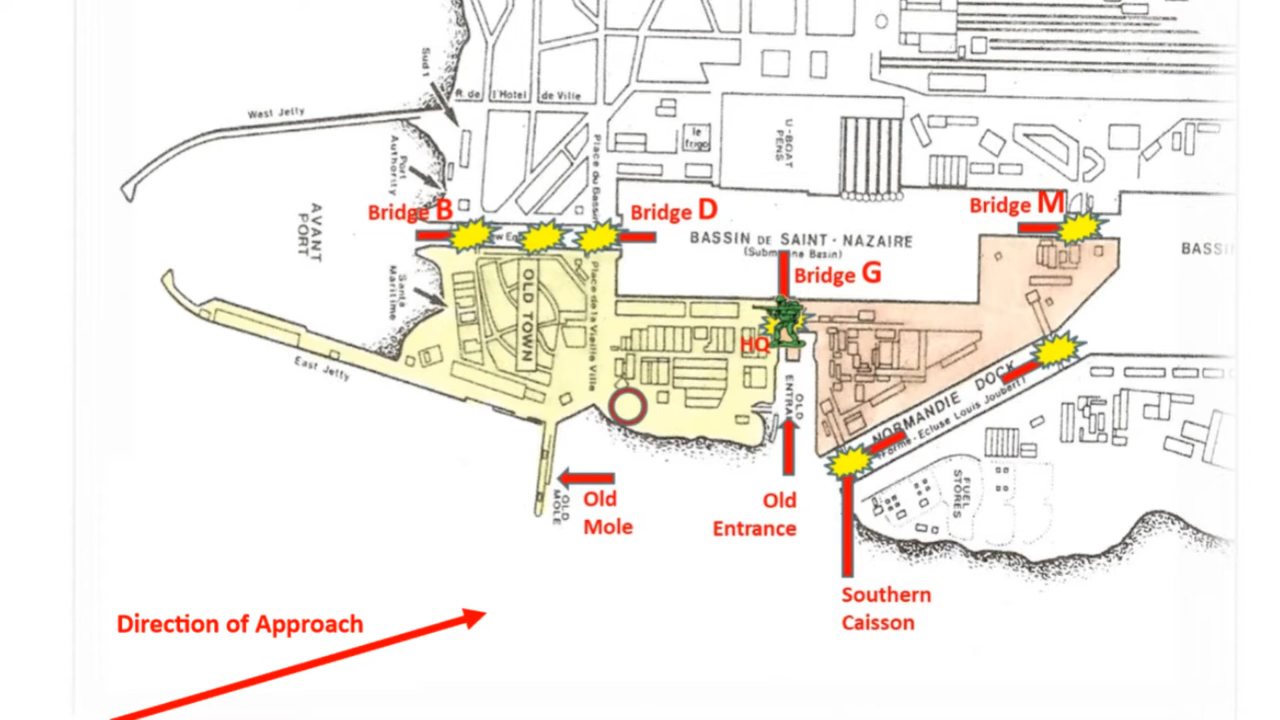 Sud 1
R de l'Hotel de Ville
West Jetty
Port
Authority
Place du Bassin
le
frigo
U-BOAT
PENS
AVANT
PORT
Bridge B
Bridge D
Bridge M
BASSIN DE SAINT-NAZAIRE
(Submarine Basin)
BASSI
Bridge G
Santa
Maritime
OLD TOWN
Place de la Vieille Ville
HQ
East Jetty
OLD
NORMANDIE DOCK
(Forme-Ecluse Louis Joubert)
FUEL
STORES
OLD
MOLE
Old
Mole
Old
Entrance
Southern
Caisson
Direction of Approach